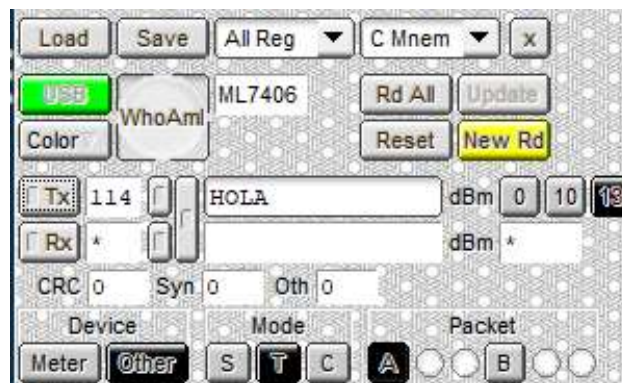 Load Save All Reg C Mnem x
USB WhoAmI ML7406 Rd All Update
Color Reset New Rd
Tx 114 HOLA dBm 0 10 13
Rx * dBm *
CRC 0 Syn 0 Oth 0
Device Mode Packet
Meter Other S T C A B